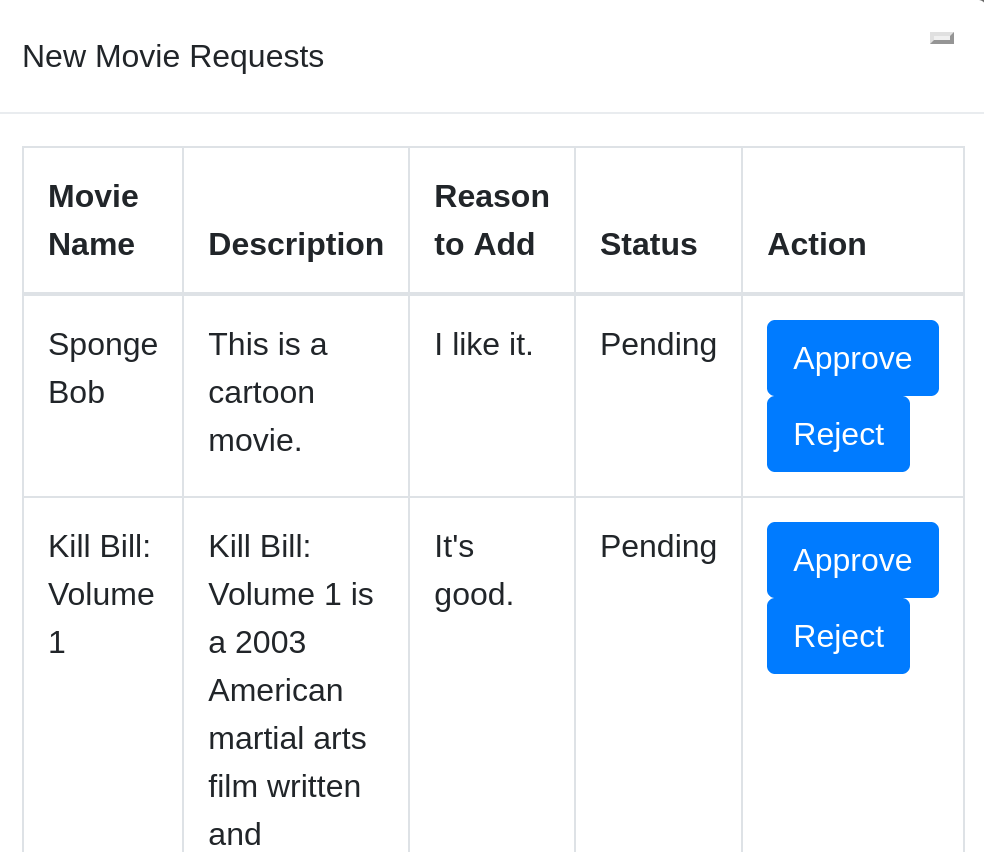 New Movie Requests
Movie Name
Description
Reason to Add
Status
Action
Sponge Bob
This is a cartoon movie.
I like it.
Pending
Approve
Reject
Kill Bill: Volume 1
Kill Bill: Volume 1 is a 2003 American martial arts film written and
It's good.
Pending
Approve
Reject